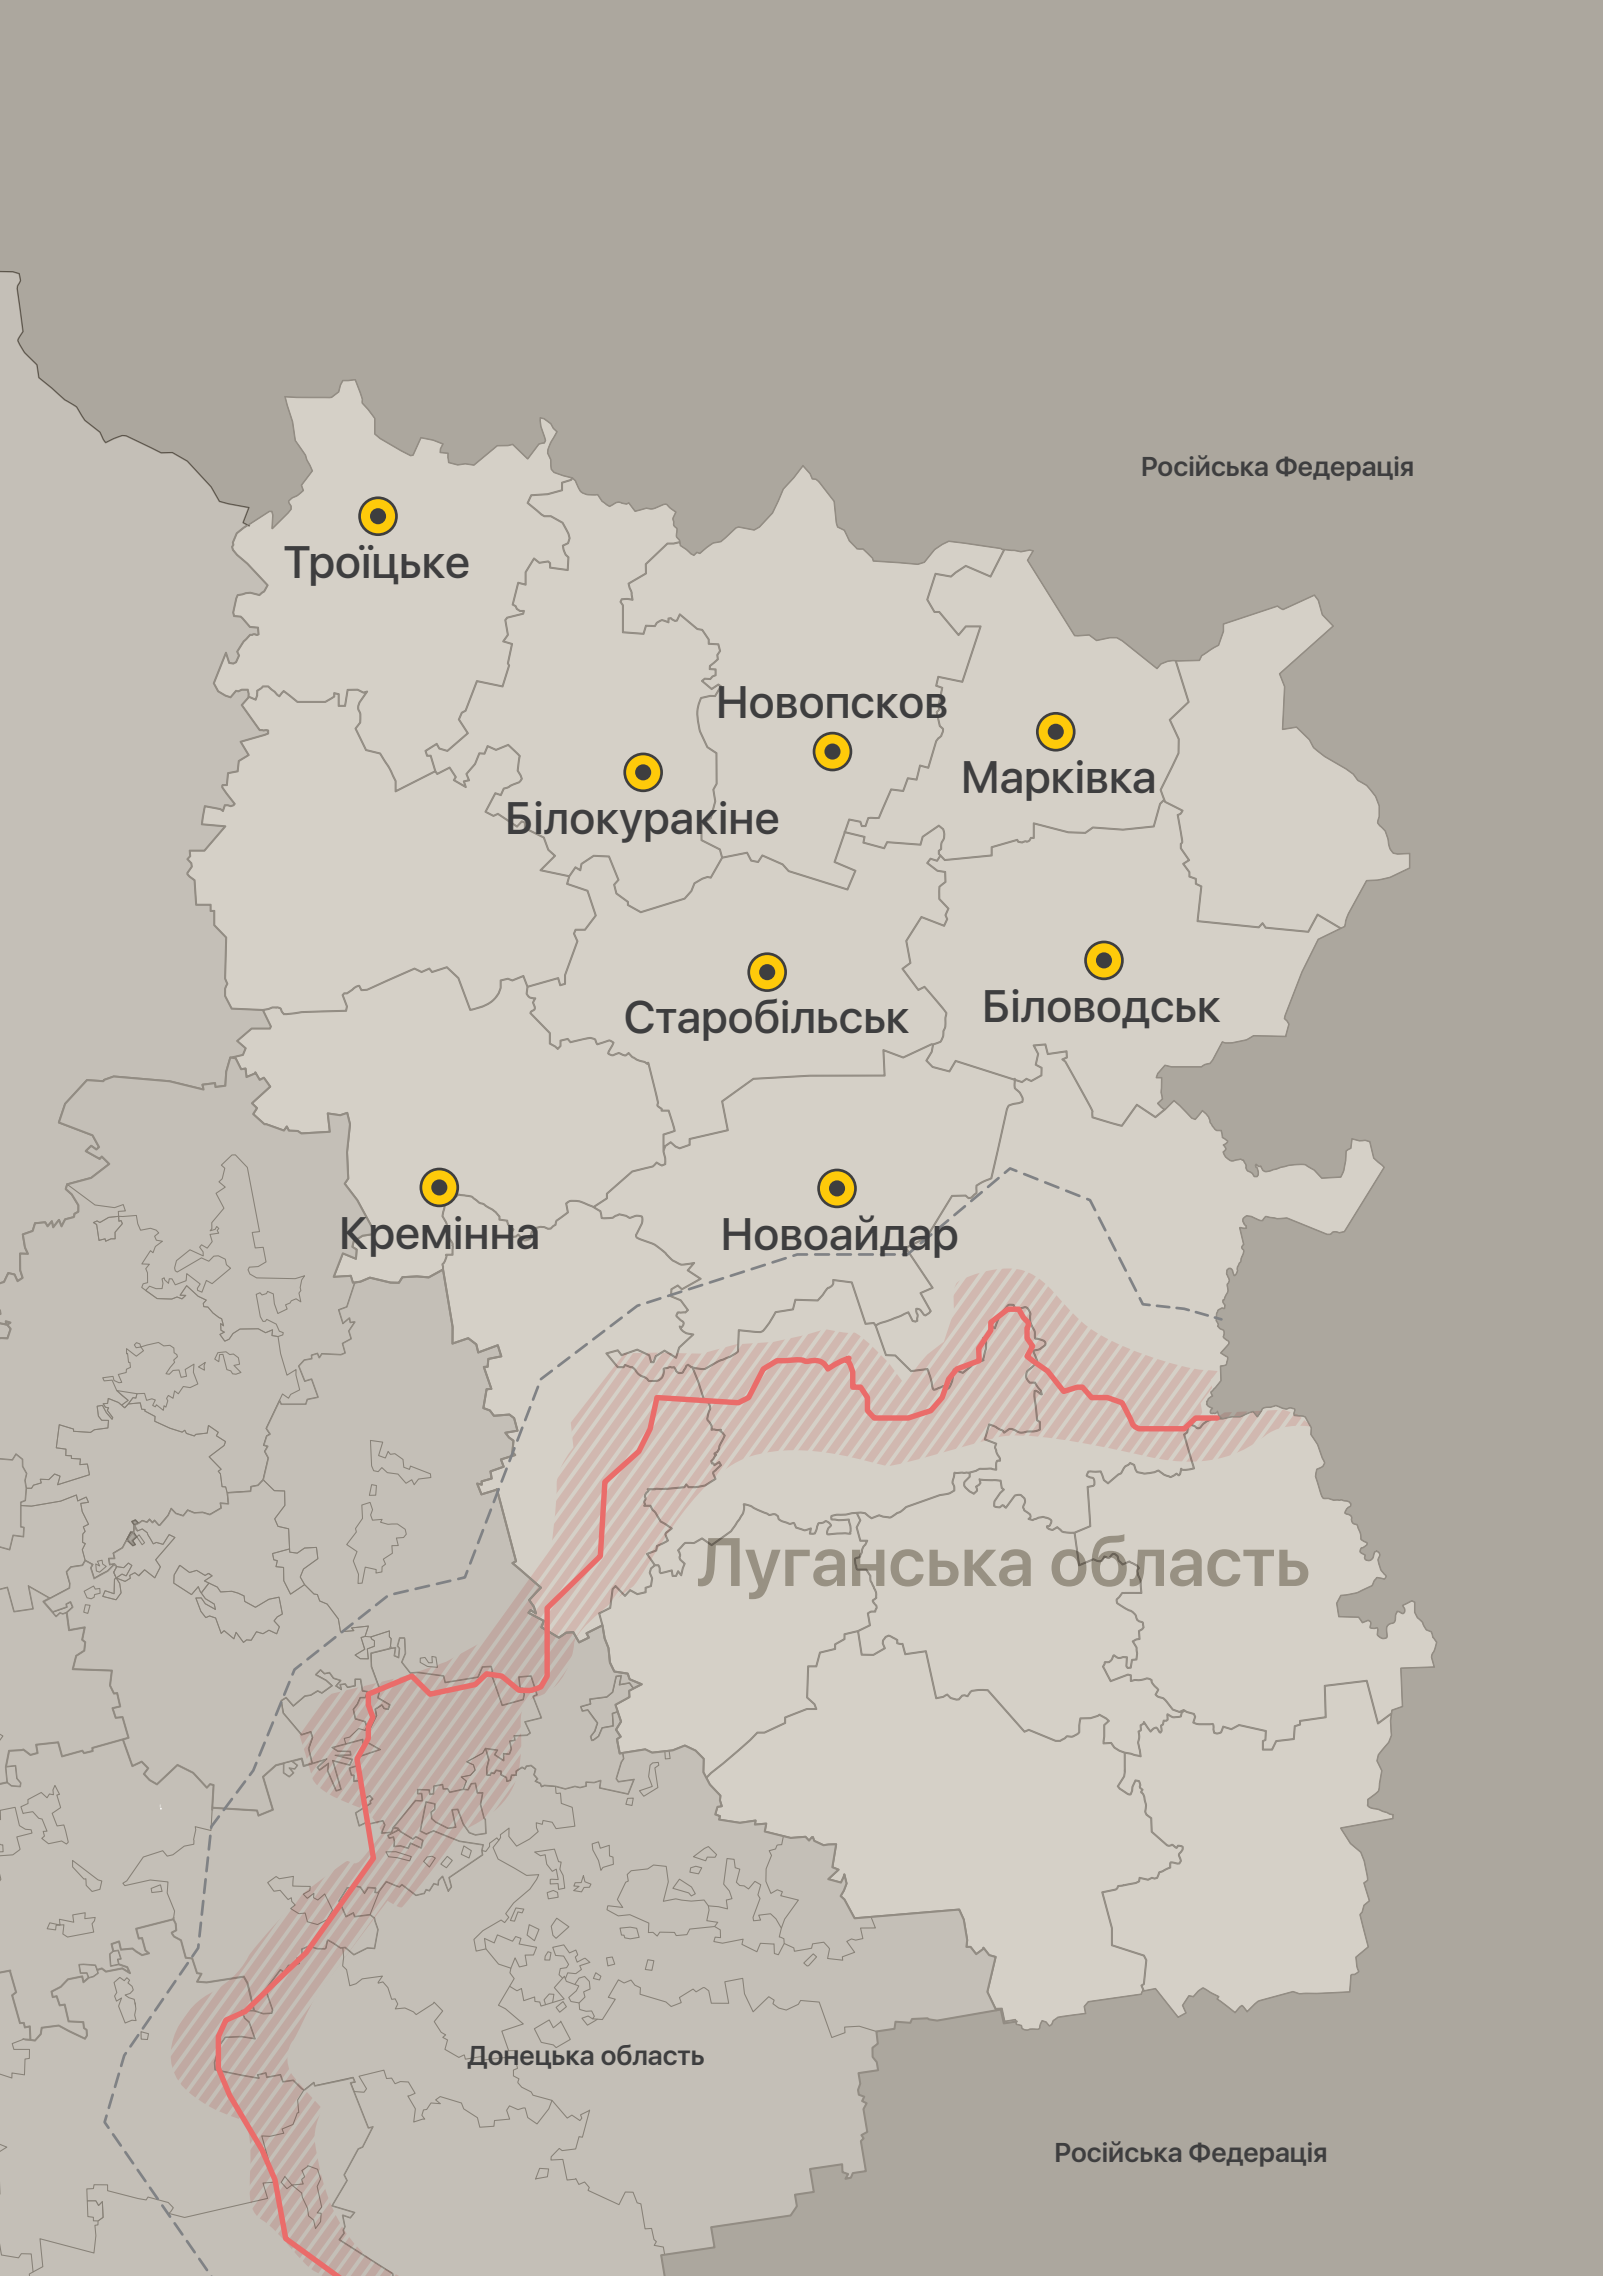 Російська Федерація
Троїцьке
Новопсков
Марківка
Білокуракіне
Старобільськ
Біловодськ
Кремінна
Новоайдар
Луганська область
Донецька область
Російська Федерація